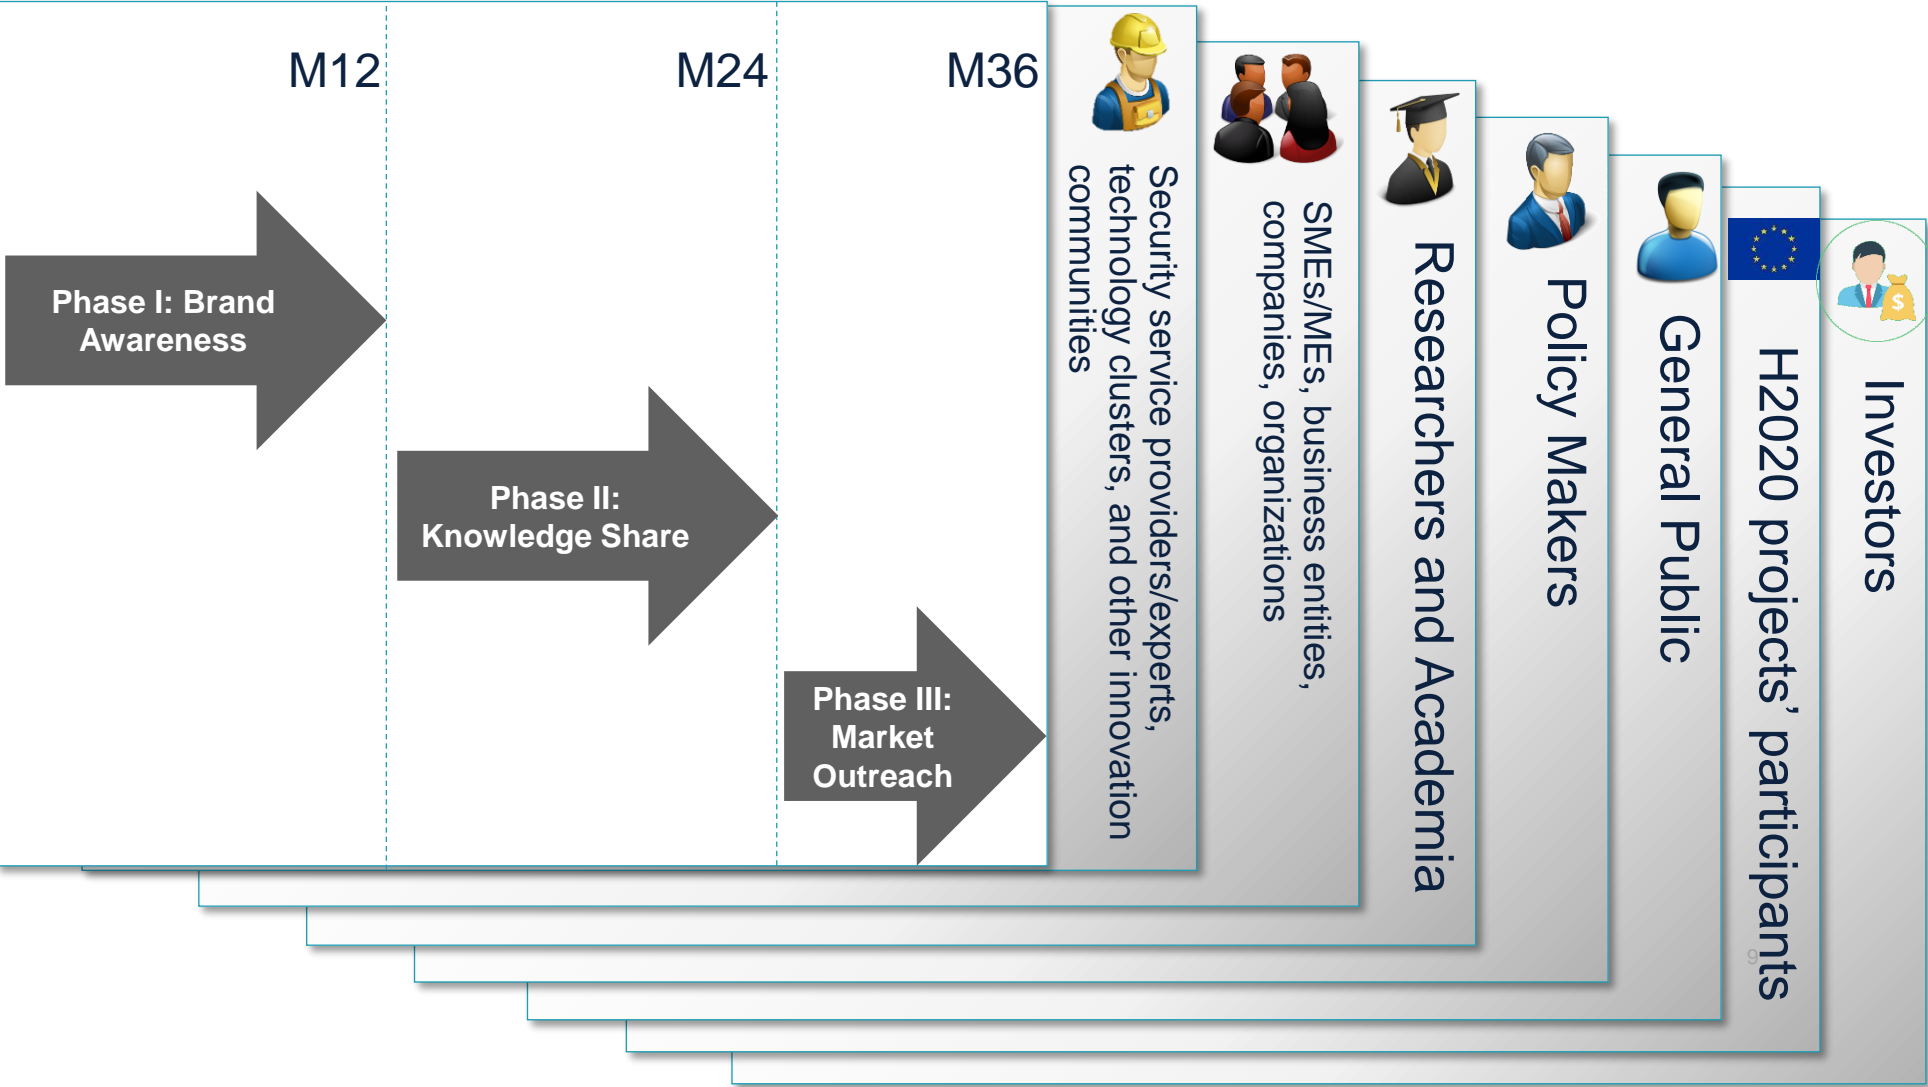 M12
M24
M36
Phase I: Brand
Awareness
Phase II:
Knowledge Share
Phase III:
Market
Outreach
Security service providers/experts,
technology clusters, and other innovation
communities
SMEs/MEs, business entities,
companies, organizations
Researchers and Academia
Policy Makers
General Public
H2020 projects’ participants
Investors
$
9